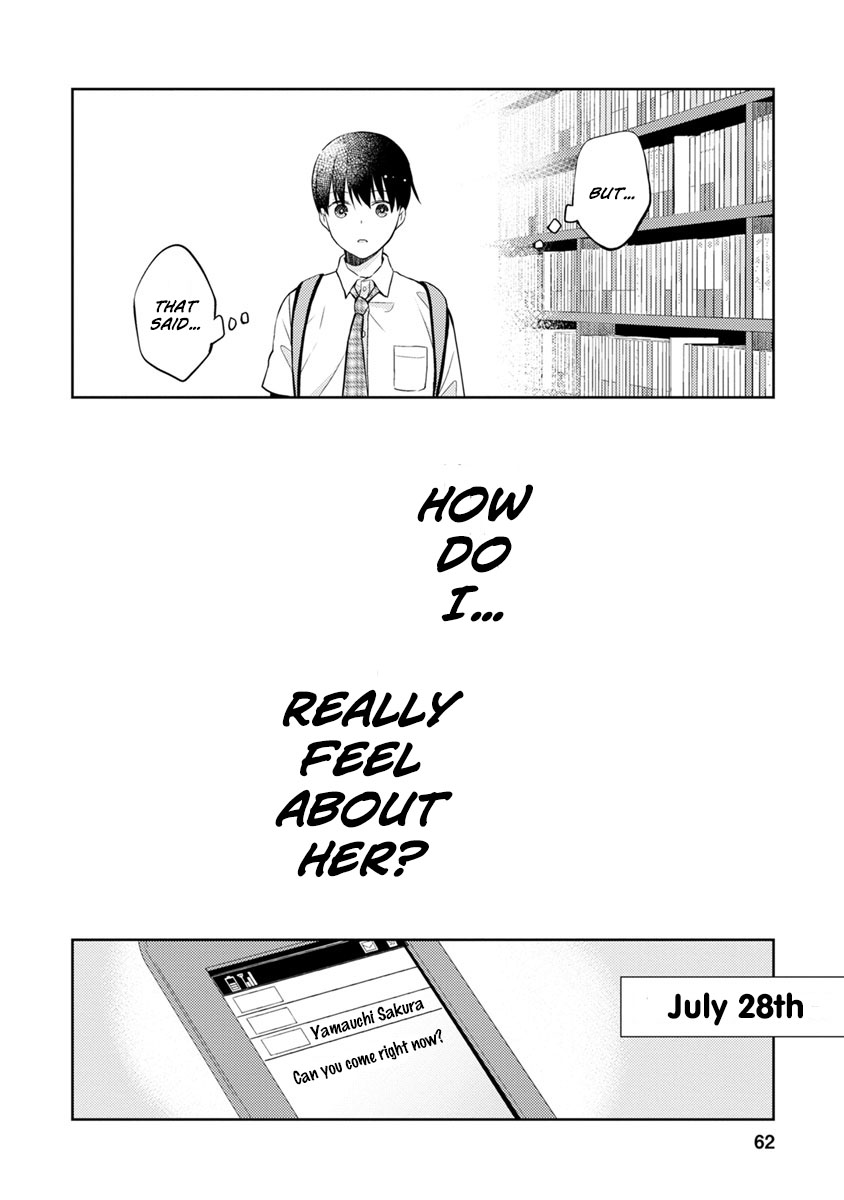 BUT...
THAT
SAID...
HOW
DO
I...
REALLY
FEEL
ABOUT
HER?
July 28th
Yamauchi Sakura
Can you come right now?
62